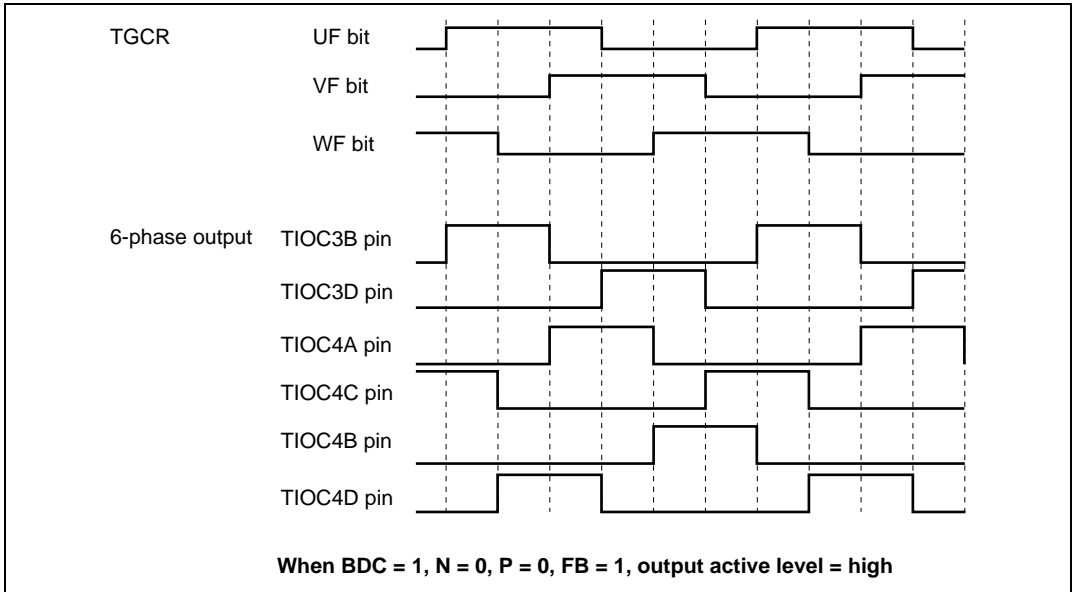 TGCR UF bit
VF bit
WF bit
6-phase output TIOC3B pin
TIOC3D pin
TIOC4A pin
TIOC4C pin
TIOC4B pin
TIOC4D pin
When BDC = 1, N = 0, P = 0, FB = 1, output active level = high